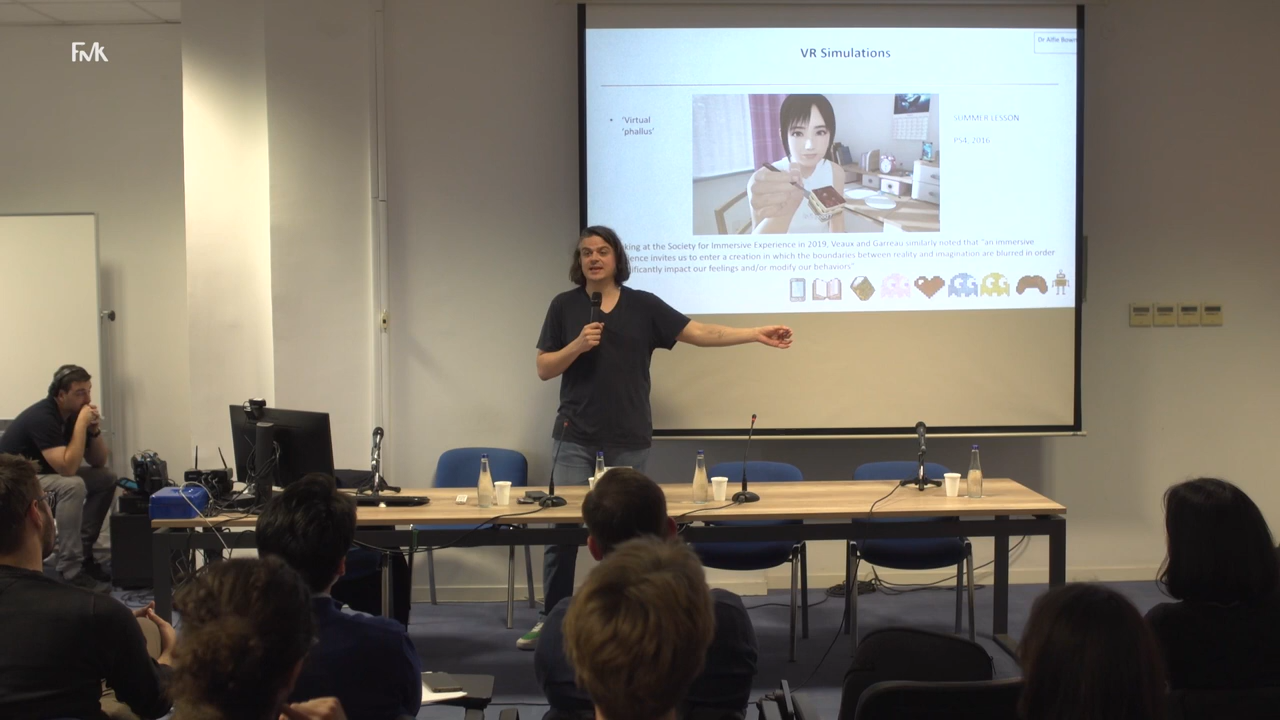 FMK
Dr Alfie Bown
VR Simulations
• 'Virtual
'phallus'
SUMMER LESSON
PS4, 2016
king at the Society for Immersive Experience in 2019, Veaux and Garreau similarly noted that "an immersive
ence invites us to enter a creation in which the boundaries between reality and imagination are blurred in order
ificantly impact our feelings and/or modify our behaviors"